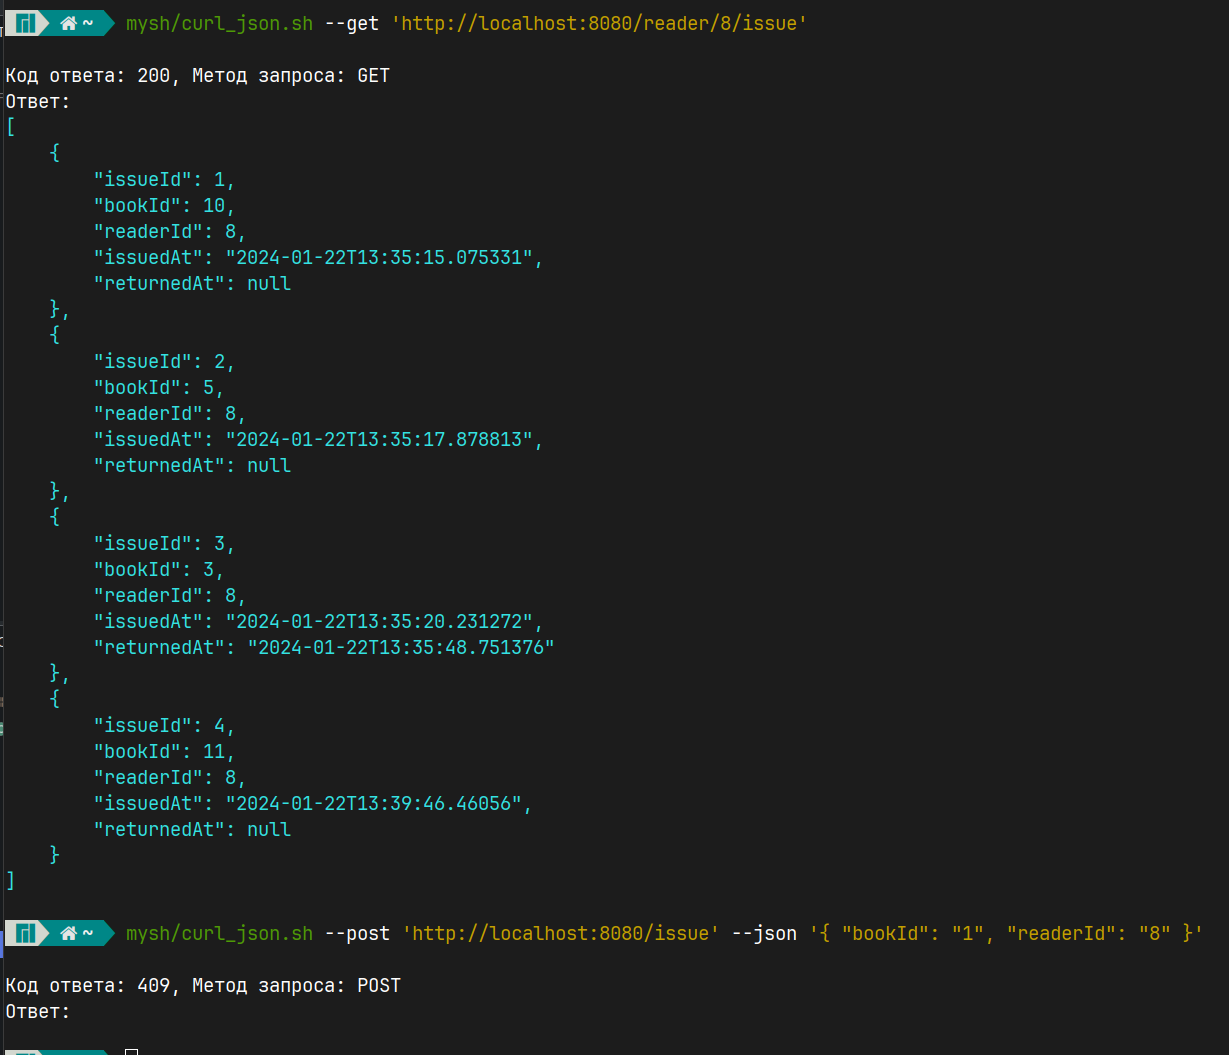 ~ mysh/curl_json.sh --get 'http://localhost:8080/reader/8/issue'
Код ответа: 200, Метод запроса: GET
Ответ:
[
    {
        "issueId": 1,
        "bookId": 10,
        "readerId": 8,
        "issuedAt": "2024-01-22T13:35:15.075331",
        "returnedAt": null
    },
    {
        "issueId": 2,
        "bookId": 5,
        "readerId": 8,
        "issuedAt": "2024-01-22T13:35:17.878813",
        "returnedAt": null
    },
    {
        "issueId": 3,
        "bookId": 3,
        "readerId": 8,
        "issuedAt": "2024-01-22T13:35:20.231272",
        "returnedAt": "2024-01-22T13:35:48.751376"
    },
    {
        "issueId": 4,
        "bookId": 11,
        "readerId": 8,
        "issuedAt": "2024-01-22T13:39:46.46056",
        "returnedAt": null
    }
]
~ mysh/curl_json.sh --post 'http://localhost:8080/issue' --json '{ "bookId": "1", "readerId": "8" }'
Код ответа: 409, Метод запроса: POST
Ответ: